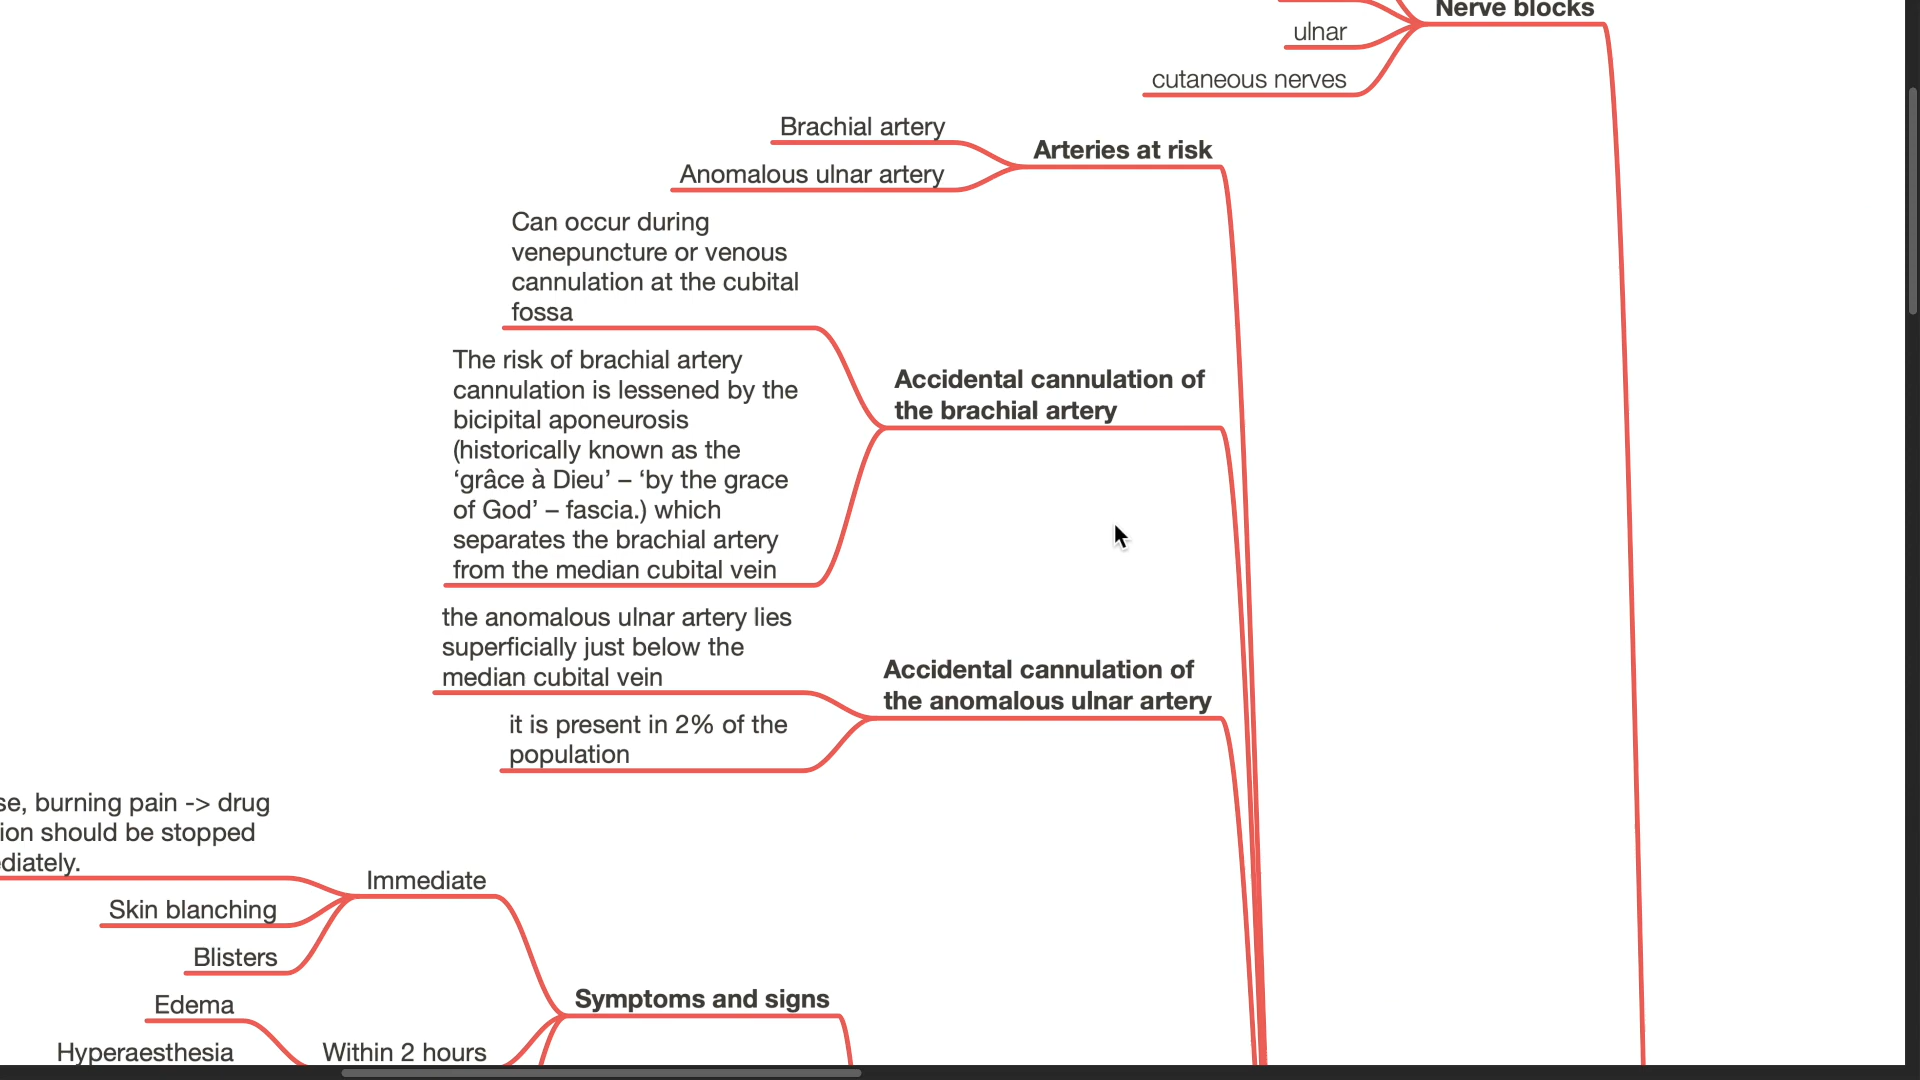 Nerve blocks
ulnar
cutaneous nerves
Brachial artery
Arteries at risk
Anomalous ulnar artery
Can occur during
venepuncture or venous
cannulation at the cubital
fossa
The risk of brachial artery
cannulation is lessened by the
bicipital aponeurosis
(historically known as the
‘grâce à Dieu’ – ‘by the grace
of God’ – fascia.) which
separates the brachial artery
from the median cubital vein
Accidental cannulation of
the brachial artery
the anomalous ulnar artery lies
superficially just below the
median cubital vein
it is present in 2% of the
population
Accidental cannulation of
the anomalous ulnar artery
burning pain -> drug
should be stopped
Immediate
Skin blanching
Blisters
Symptoms and signs
Edema
Hyperaesthesia
Within 2 hours